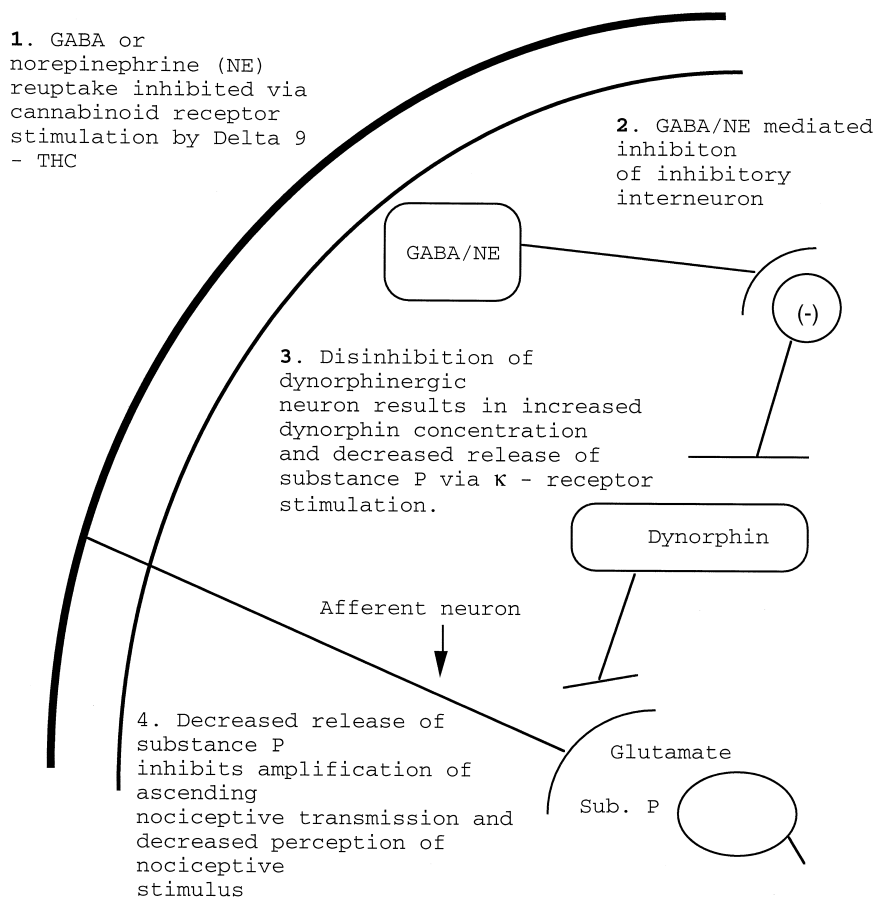 1. GABA or
norepinephrine (NE)
reuptake inhibited via
cannabinoid receptor
stimulation by Delta 9
- THC
2. GABA/NE mediated
inhibiton
of inhibitory
interneuron
GABA/NE
(-)
3. Disinhibition of
dynorphinergic
neuron results in increased
dynorphin concentration
and decreased release of
substance P via κ - receptor
stimulation.
Dynorphin
Afferent neuron
4. Decreased release of
substance P
inhibits amplification of
ascending
nociceptive transmission and
decreased perception of
nociceptive
stimulus
Glutamate
Sub. P